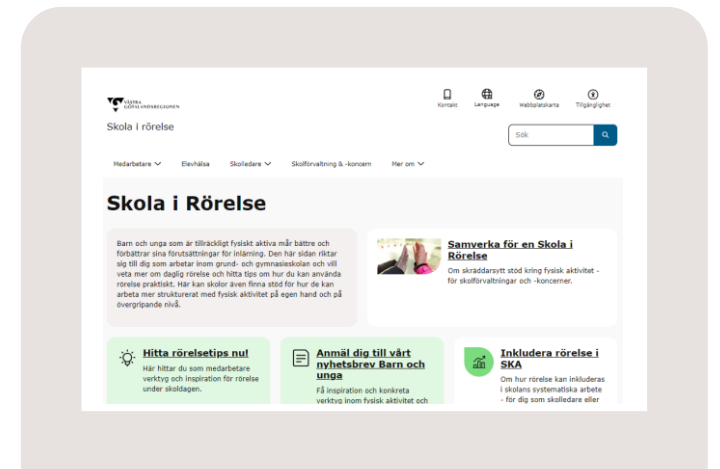 VÄSTRA
GÖTALANDSREGIONEN
Kontakt Language Webbplatskarta Tillgänglighet
Skola i rörelse
Sök
Medarbetare Elevhälsa Skolledare Skolförvaltning & -koncern Mer om
Skola i Rörelse
Barn och unga som är tillräckligt fysiskt aktiva mår bättre och
förbättrar sina förutsättningar för inlärning. Den här sidan riktar
sig till dig som arbetar inom grund- och gymnasieskolan och vill
veta mer om daglig rörelse och hitta tips om hur du kan använda
rörelse praktiskt. Här kan skolor även finna stöd för hur de kan
arbeta mer strukturerat med fysisk aktivitet på egen hand och på
övergripande nivå.
Samverka för en Skola i
Rörelse
Om skräddarsytt stöd kring fysisk aktivitet -
för skolförvaltningar och -koncerner.
Hitta rörelsetips nu!
Här hittar du som medarbetare
verktyg och inspiration för rörelse
under skoldagen.
Anmäl dig till vårt
nyhetsbrev Barn och
unga
Få inspiration och konkreta
verktyg inom fysisk aktivitet och
Inkludera rörelse i
SKA
Om hur rörelse kan inkluderas
i skolans systematiska arbete
- för dig som skolledare eller